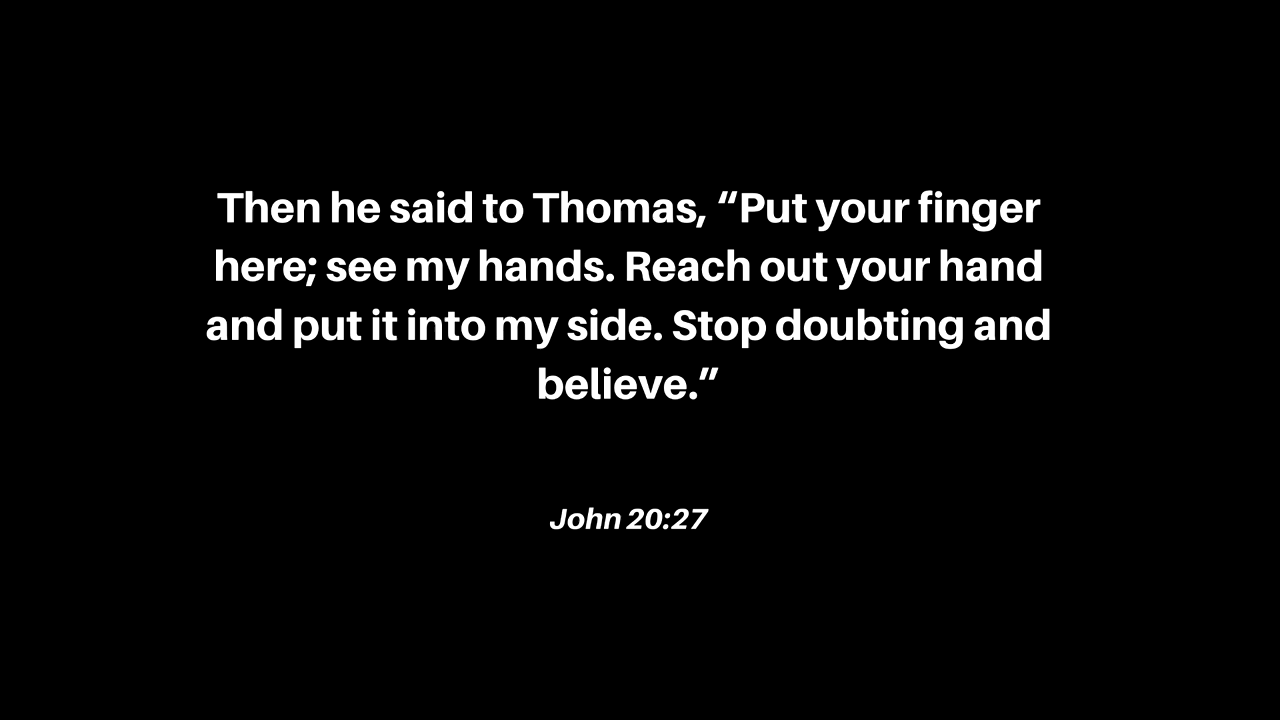 Then he said to Thomas, “Put your finger
here; see my hands. Reach out your hand
and put it into my side. Stop doubting and
believe.”
John 20:27